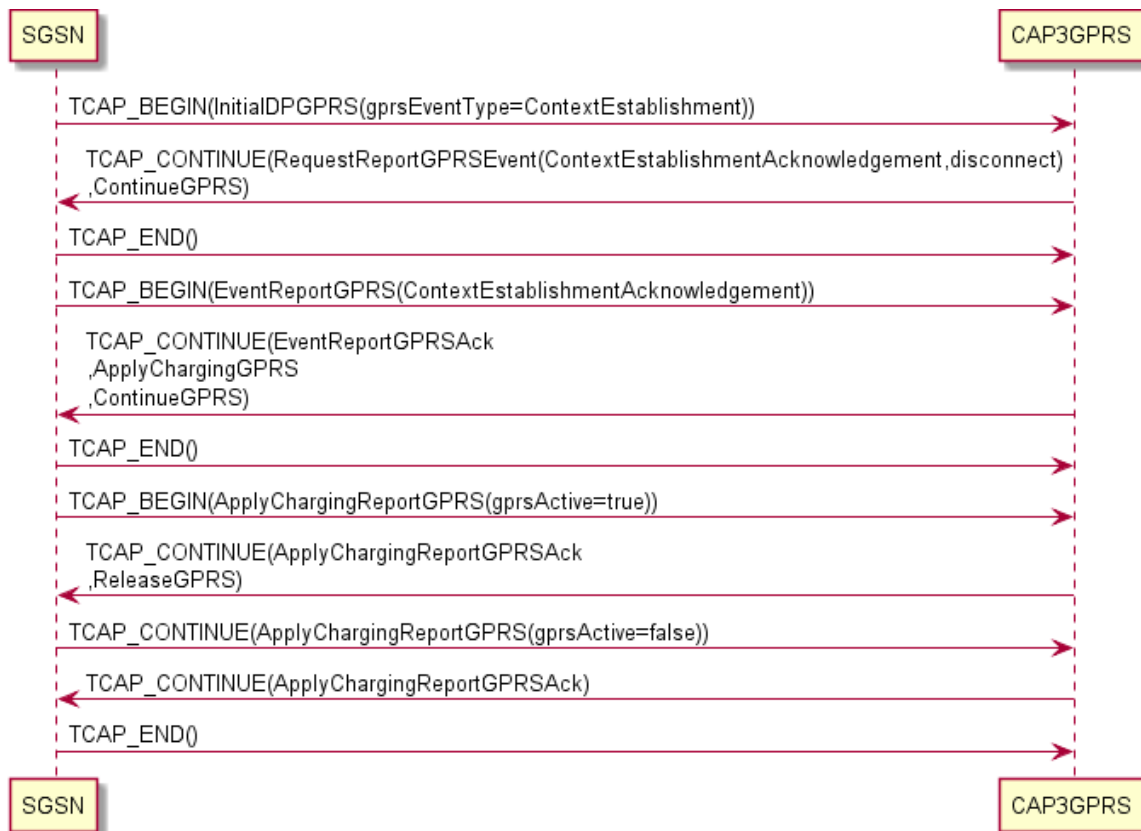 SGSN
CAP3GPRS
TCAP_BEGIN(InitialDPGPRS(gprsEventType=ContextEstablishment))
TCAP_CONTINUE(RequestReportGPRSEvent(ContextEstablishmentAcknowledgement,disconnect)
,ContinueGPRS)
TCAP_END()
TCAP_BEGIN(EventReportGPRS(ContextEstablishmentAcknowledgement))
TCAP_CONTINUE(EventReportGPRSAck
,ApplyChargingGPRS
,ContinueGPRS)
TCAP_END()
TCAP_BEGIN(ApplyChargingReportGPRS(gprsActive=true))
TCAP_CONTINUE(ApplyChargingReportGPRSAck
,ReleaseGPRS)
TCAP_CONTINUE(ApplyChargingReportGPRS(gprsActive=false))
TCAP_CONTINUE(ApplyChargingReportGPRSAck)
TCAP_END()
SGSN
CAP3GPRS